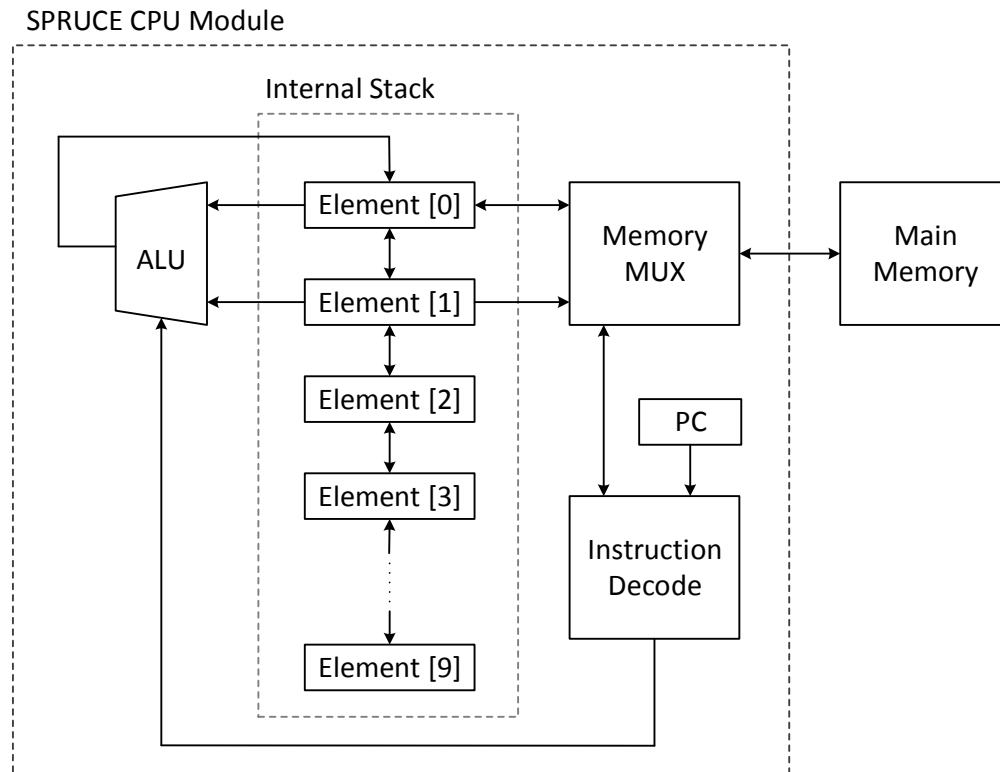 SPRUCE CPU Module
Internal Stack
Element [0]
Memory
MUX
Main
Memory
ALU
Element [1]
Element [2]
PC
Element [3]
Instruction
Decode
Element [9]